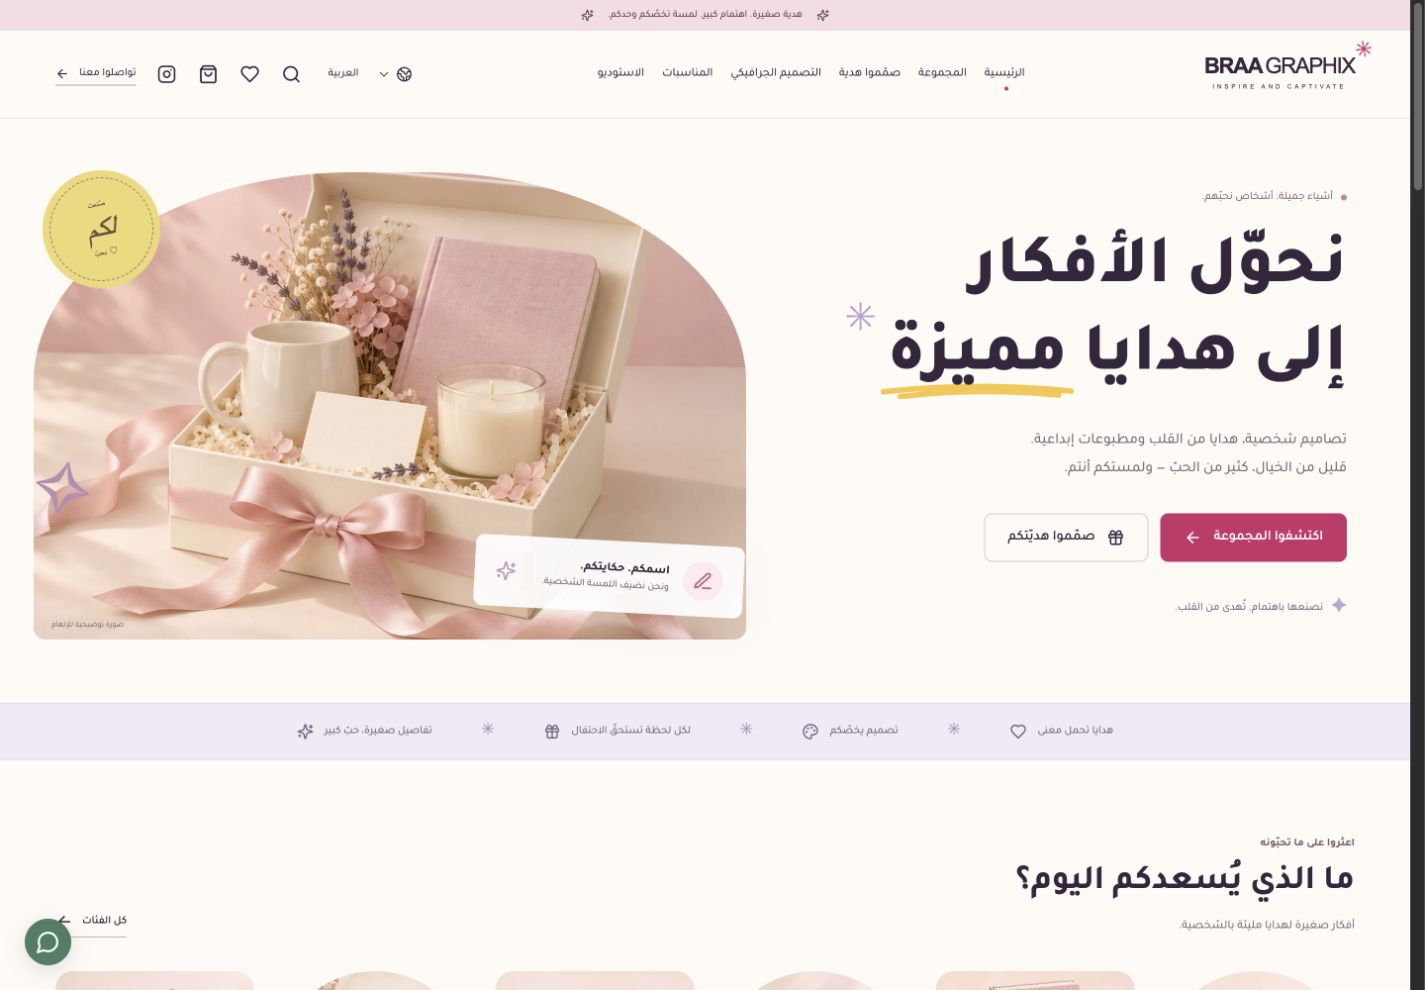 هدية صغيرة. اهتمام كبير. لمسة تخصّكم وحدكم.
BRAA GRAPHIX
INSPIRE AND CAPTIVATE
الرئيسية
المجموعة
صمّموا هدية
التصميم الجرافيكي
المناسبات
الاستوديو
العربية
تواصلوا معنا
أشياء جميلة. أشخاص نحبّهم.
نحوّل الأفكار
إلى هدايا مميزة
تصاميم شخصية، هدايا من القلب ومطبوعات إبداعية.
قليل من الخيال، كثير من الحبّ – ولمستكم أنتم.
اكتشفوا المجموعة
صمّموا هديّتكم
نصنعها باهتمام. تُهدى من القلب.
صُنعت
لكم
بحبّ ♡
اسمكم. حكايتكم.
ونحن نضيف اللمسة الشخصية.
صورة توضيحية للإلهام
هدايا تحمل معنى
تصميم يخصّكم
لكل لحظة تستحقّ الاحتفال
تفاصيل صغيرة، حبّ كبير
اعثروا على ما تحبّونه
ما الذي يُسعدكم اليوم؟
أفكار صغيرة لهدايا مليئة بالشخصية.
كل الفئات